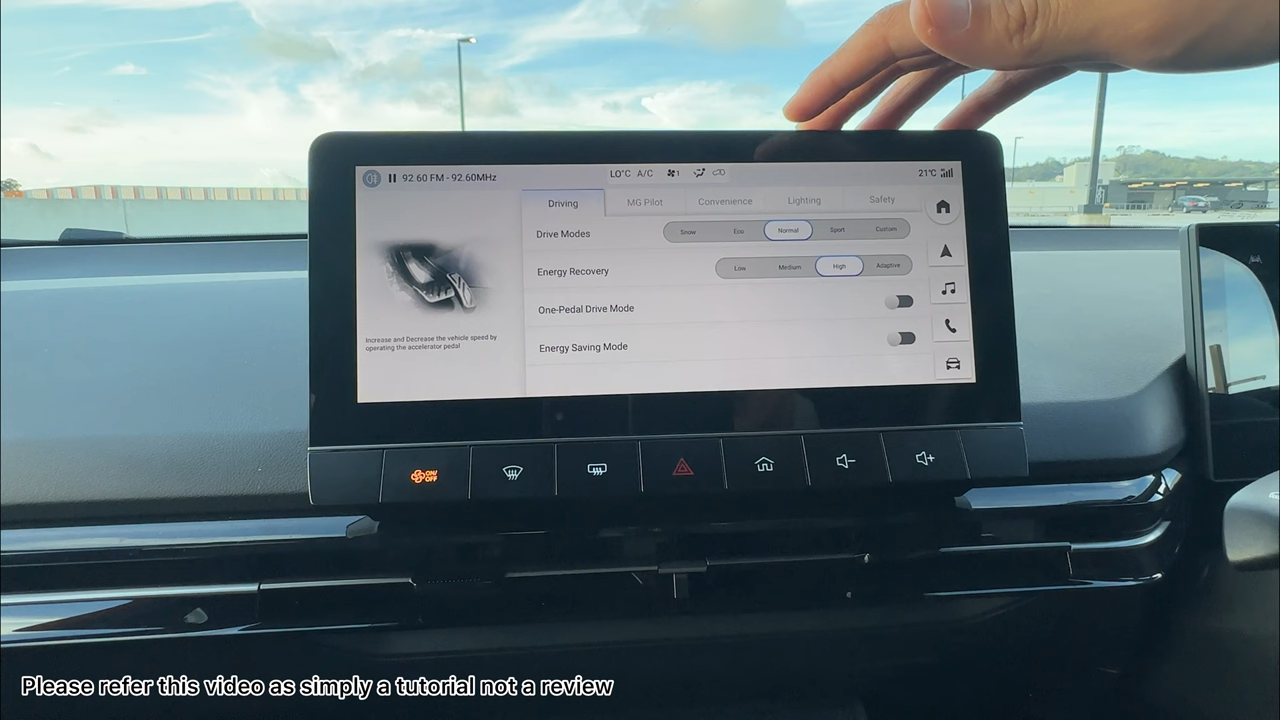 92.60 FM - 92.60MHz
LO°C A/C 1
21°C
Driving
MG Pilot
Convenience
Lighting
Safety
Drive Modes
Snow
Eco
Normal
Sport
Custom
Energy Recovery
Low
Medium
High
Adaptive
One-Pedal Drive Mode
Energy Saving Mode
Increase and Decrease the vehicle speed by
operating the accelerator pedal
ON/
OFF
Please refer this video as simply a tutorial not a review